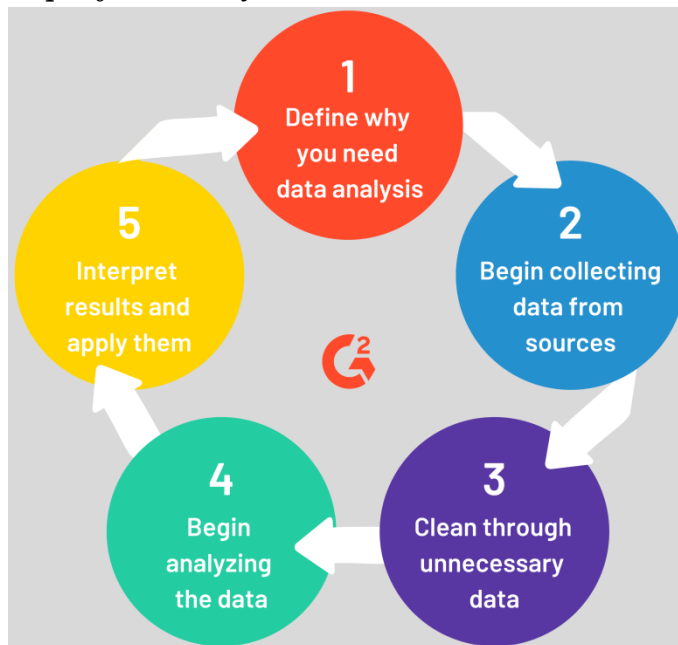 1
Define why
you need
data analysis
2
Begin collecting
data from
sources
3
Clean through
unnecessary
data
4
Begin
analyzing
the data
5
Interpret
results and
apply them
G2